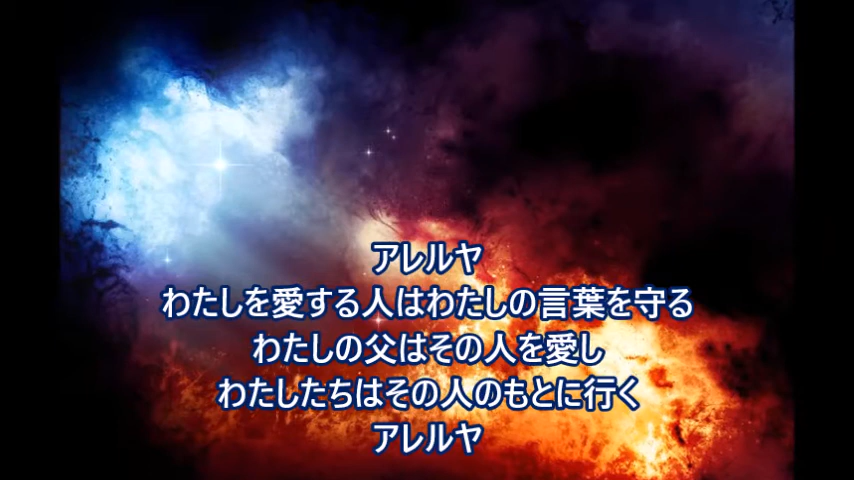 アレルヤ
わたしを愛する人はわたしの言葉を守る
わたしの父はその人を愛し
わたしたちはその人のもとに行く
アレルヤ